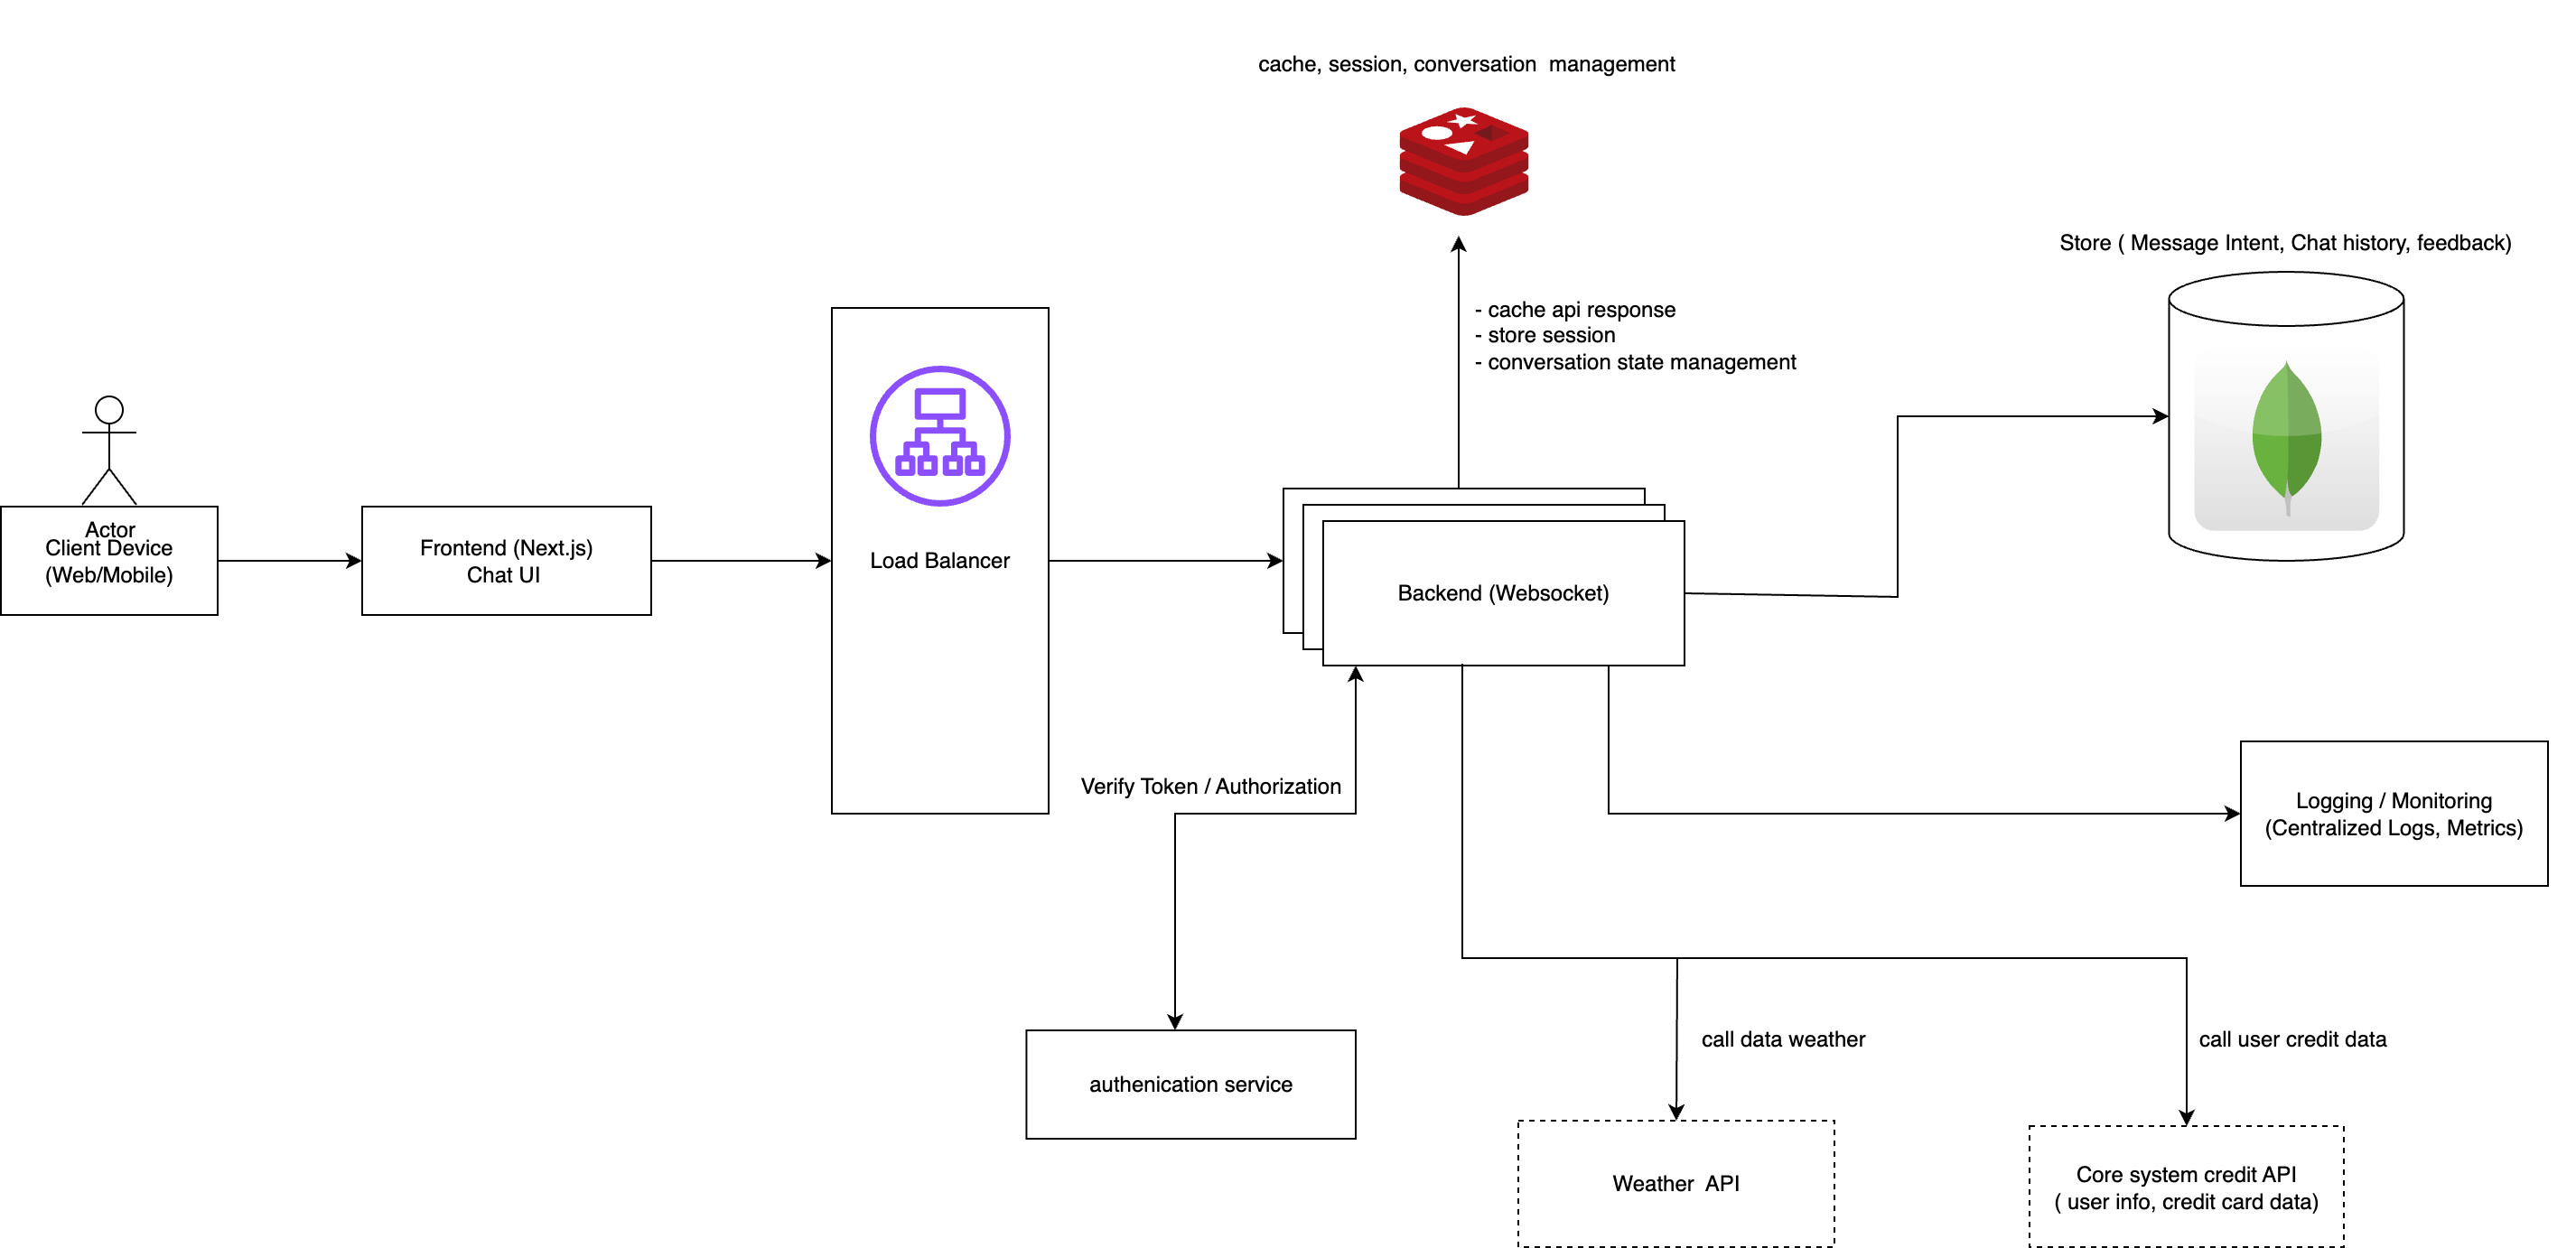 cache, session, conversation  management
Store ( Message Intent, Chat history, feedback)
- cache api response
- store session
- conversation state management
Actor
Client Device
(Web/Mobile)
Frontend (Next.js)
Chat UI
Load Balancer
Backend (Websocket)
Verify Token / Authorization
Logging / Monitoring
(Centralized Logs, Metrics)
authenication service
call data weather
call user credit data
Weather  API
Core system credit API
( user info, credit card data)